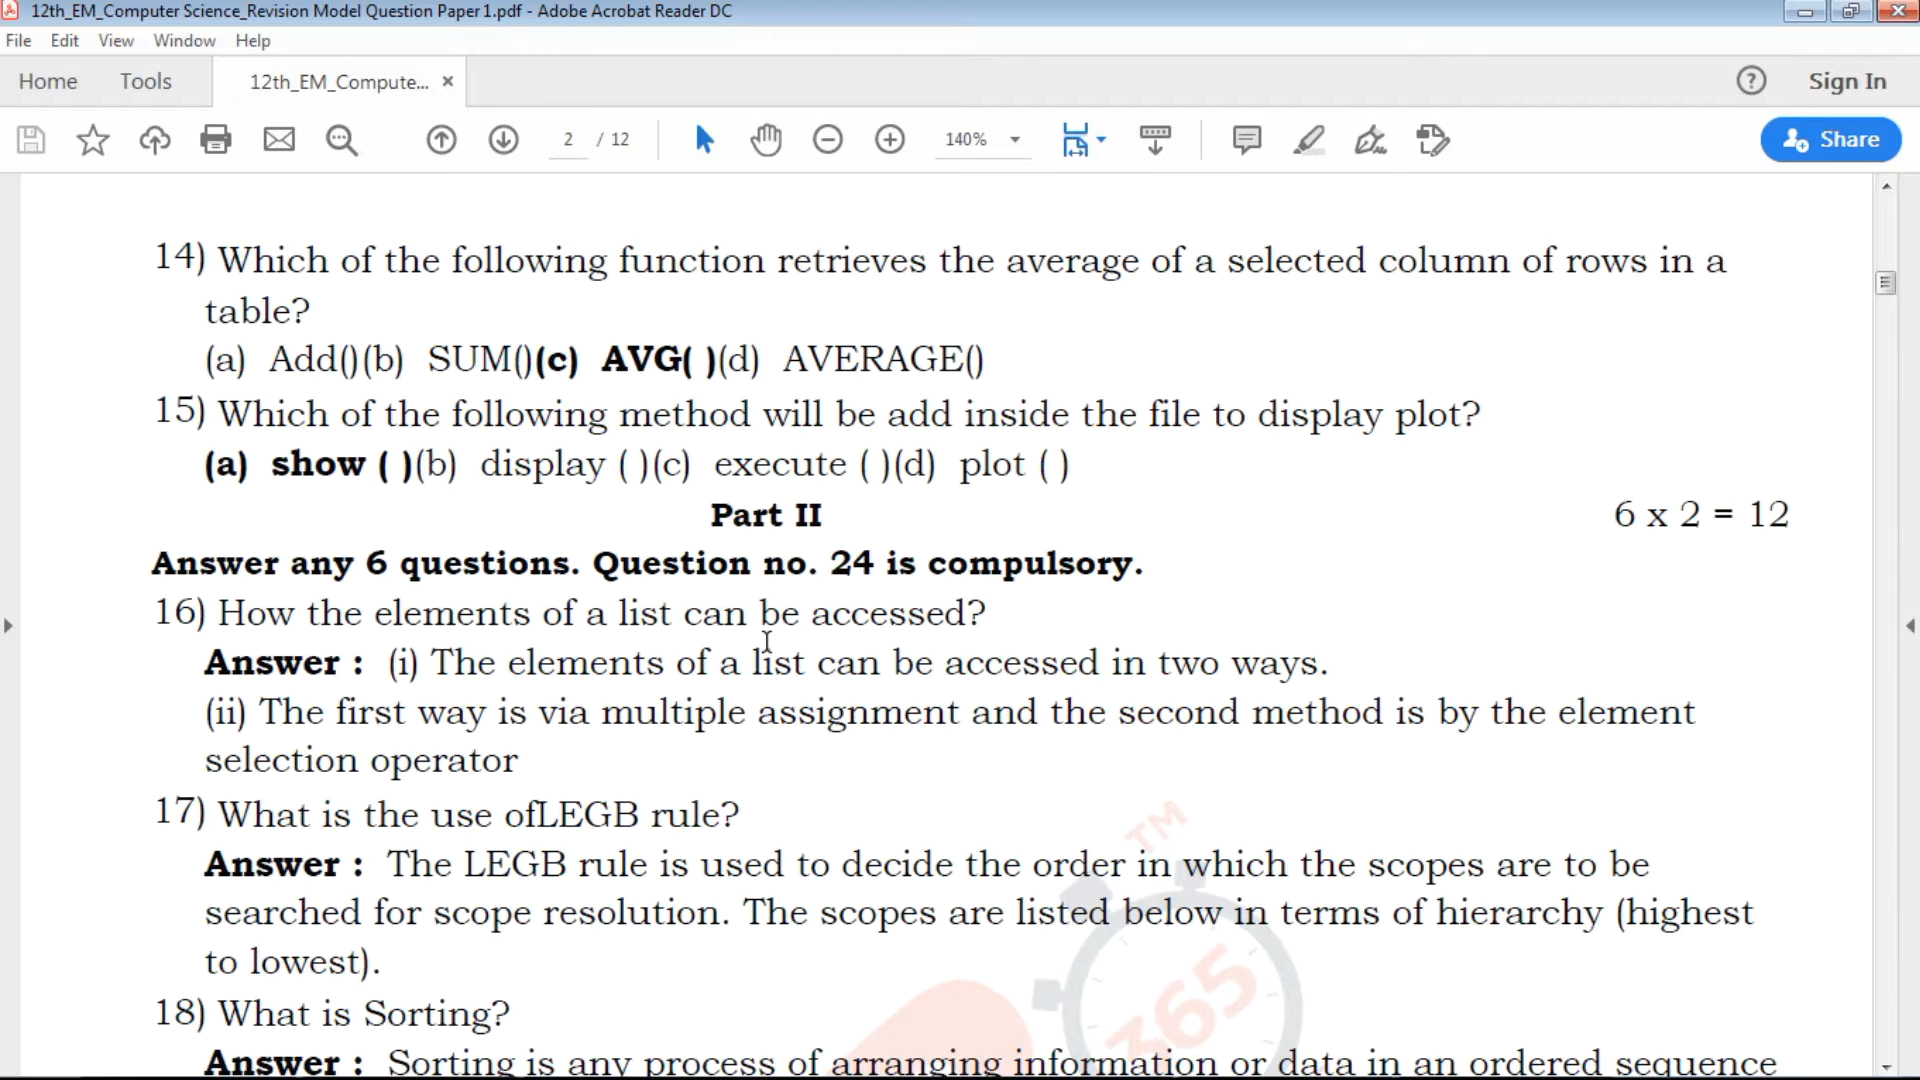 12th_EM_Computer Science_Revision Model Question Paper 1.pdf - Adobe Acrobat Reader DC
File Edit View Window Help
Home Tools 12th_EM_Compute... × ? Sign In
2 / 12 140% Share
14) Which of the following function retrieves the average of a selected column of rows in a
table?
(a) Add()(b) SUM()(c) AVG( )(d) AVERAGE()
15) Which of the following method will be add inside the file to display plot?
(a) show ( )(b) display ( )(c) execute ( )(d) plot ( )
Part II 6 x 2 = 12
Answer any 6 questions. Question no. 24 is compulsory.
16) How the elements of a list can be accessed?
Answer : (i) The elements of a list can be accessed in two ways.
(ii) The first way is via multiple assignment and the second method is by the element
selection operator
17) What is the use ofLEGB rule?
Answer : The LEGB rule is used to decide the order in which the scopes are to be
searched for scope resolution. The scopes are listed below in terms of hierarchy (highest
to lowest).
18) What is Sorting?
Answer : Sorting is any process of arranging information or data in an ordered sequence
TM
365